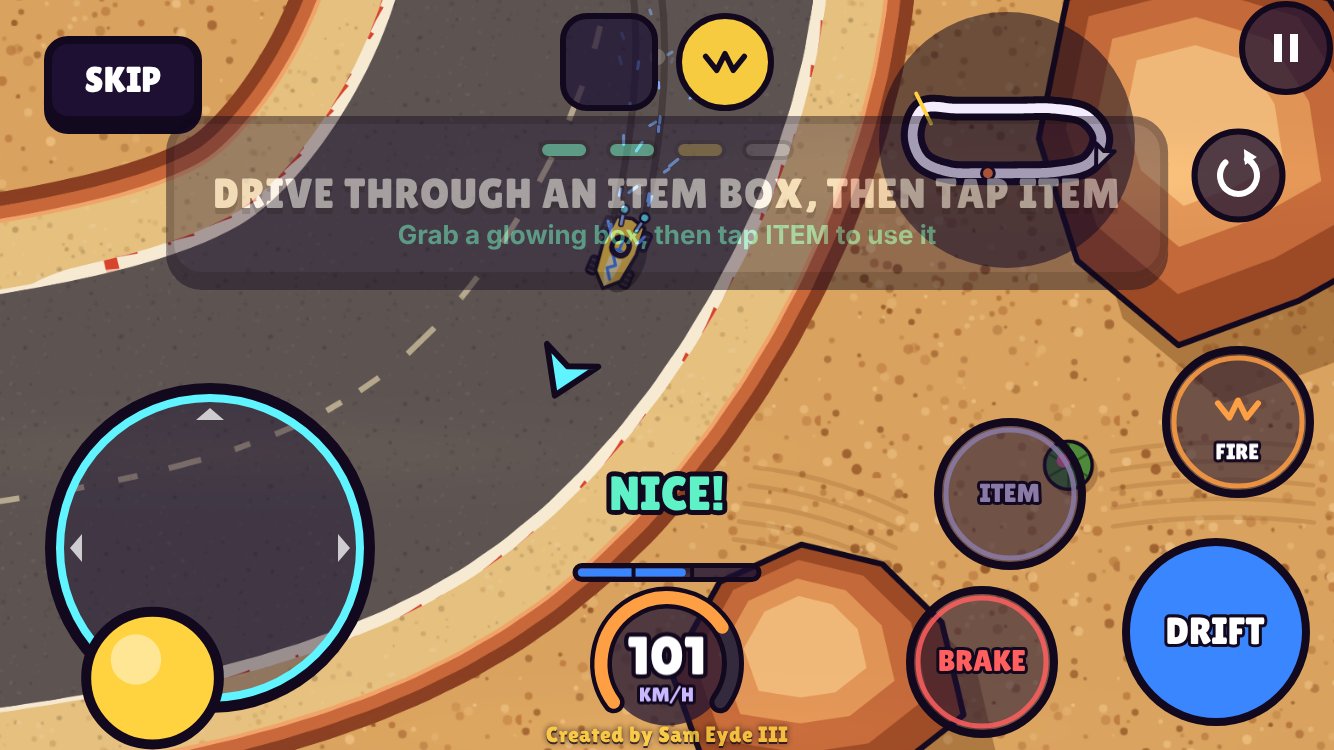 SKIP
DRIVE THROUGH AN ITEM BOX, THEN TAP ITEM
Grab a glowing box, then tap ITEM to use it
NICE!
ITEM
FIRE
101
KM/H
BRAKE
DRIFT
Created by Sam Eyde III